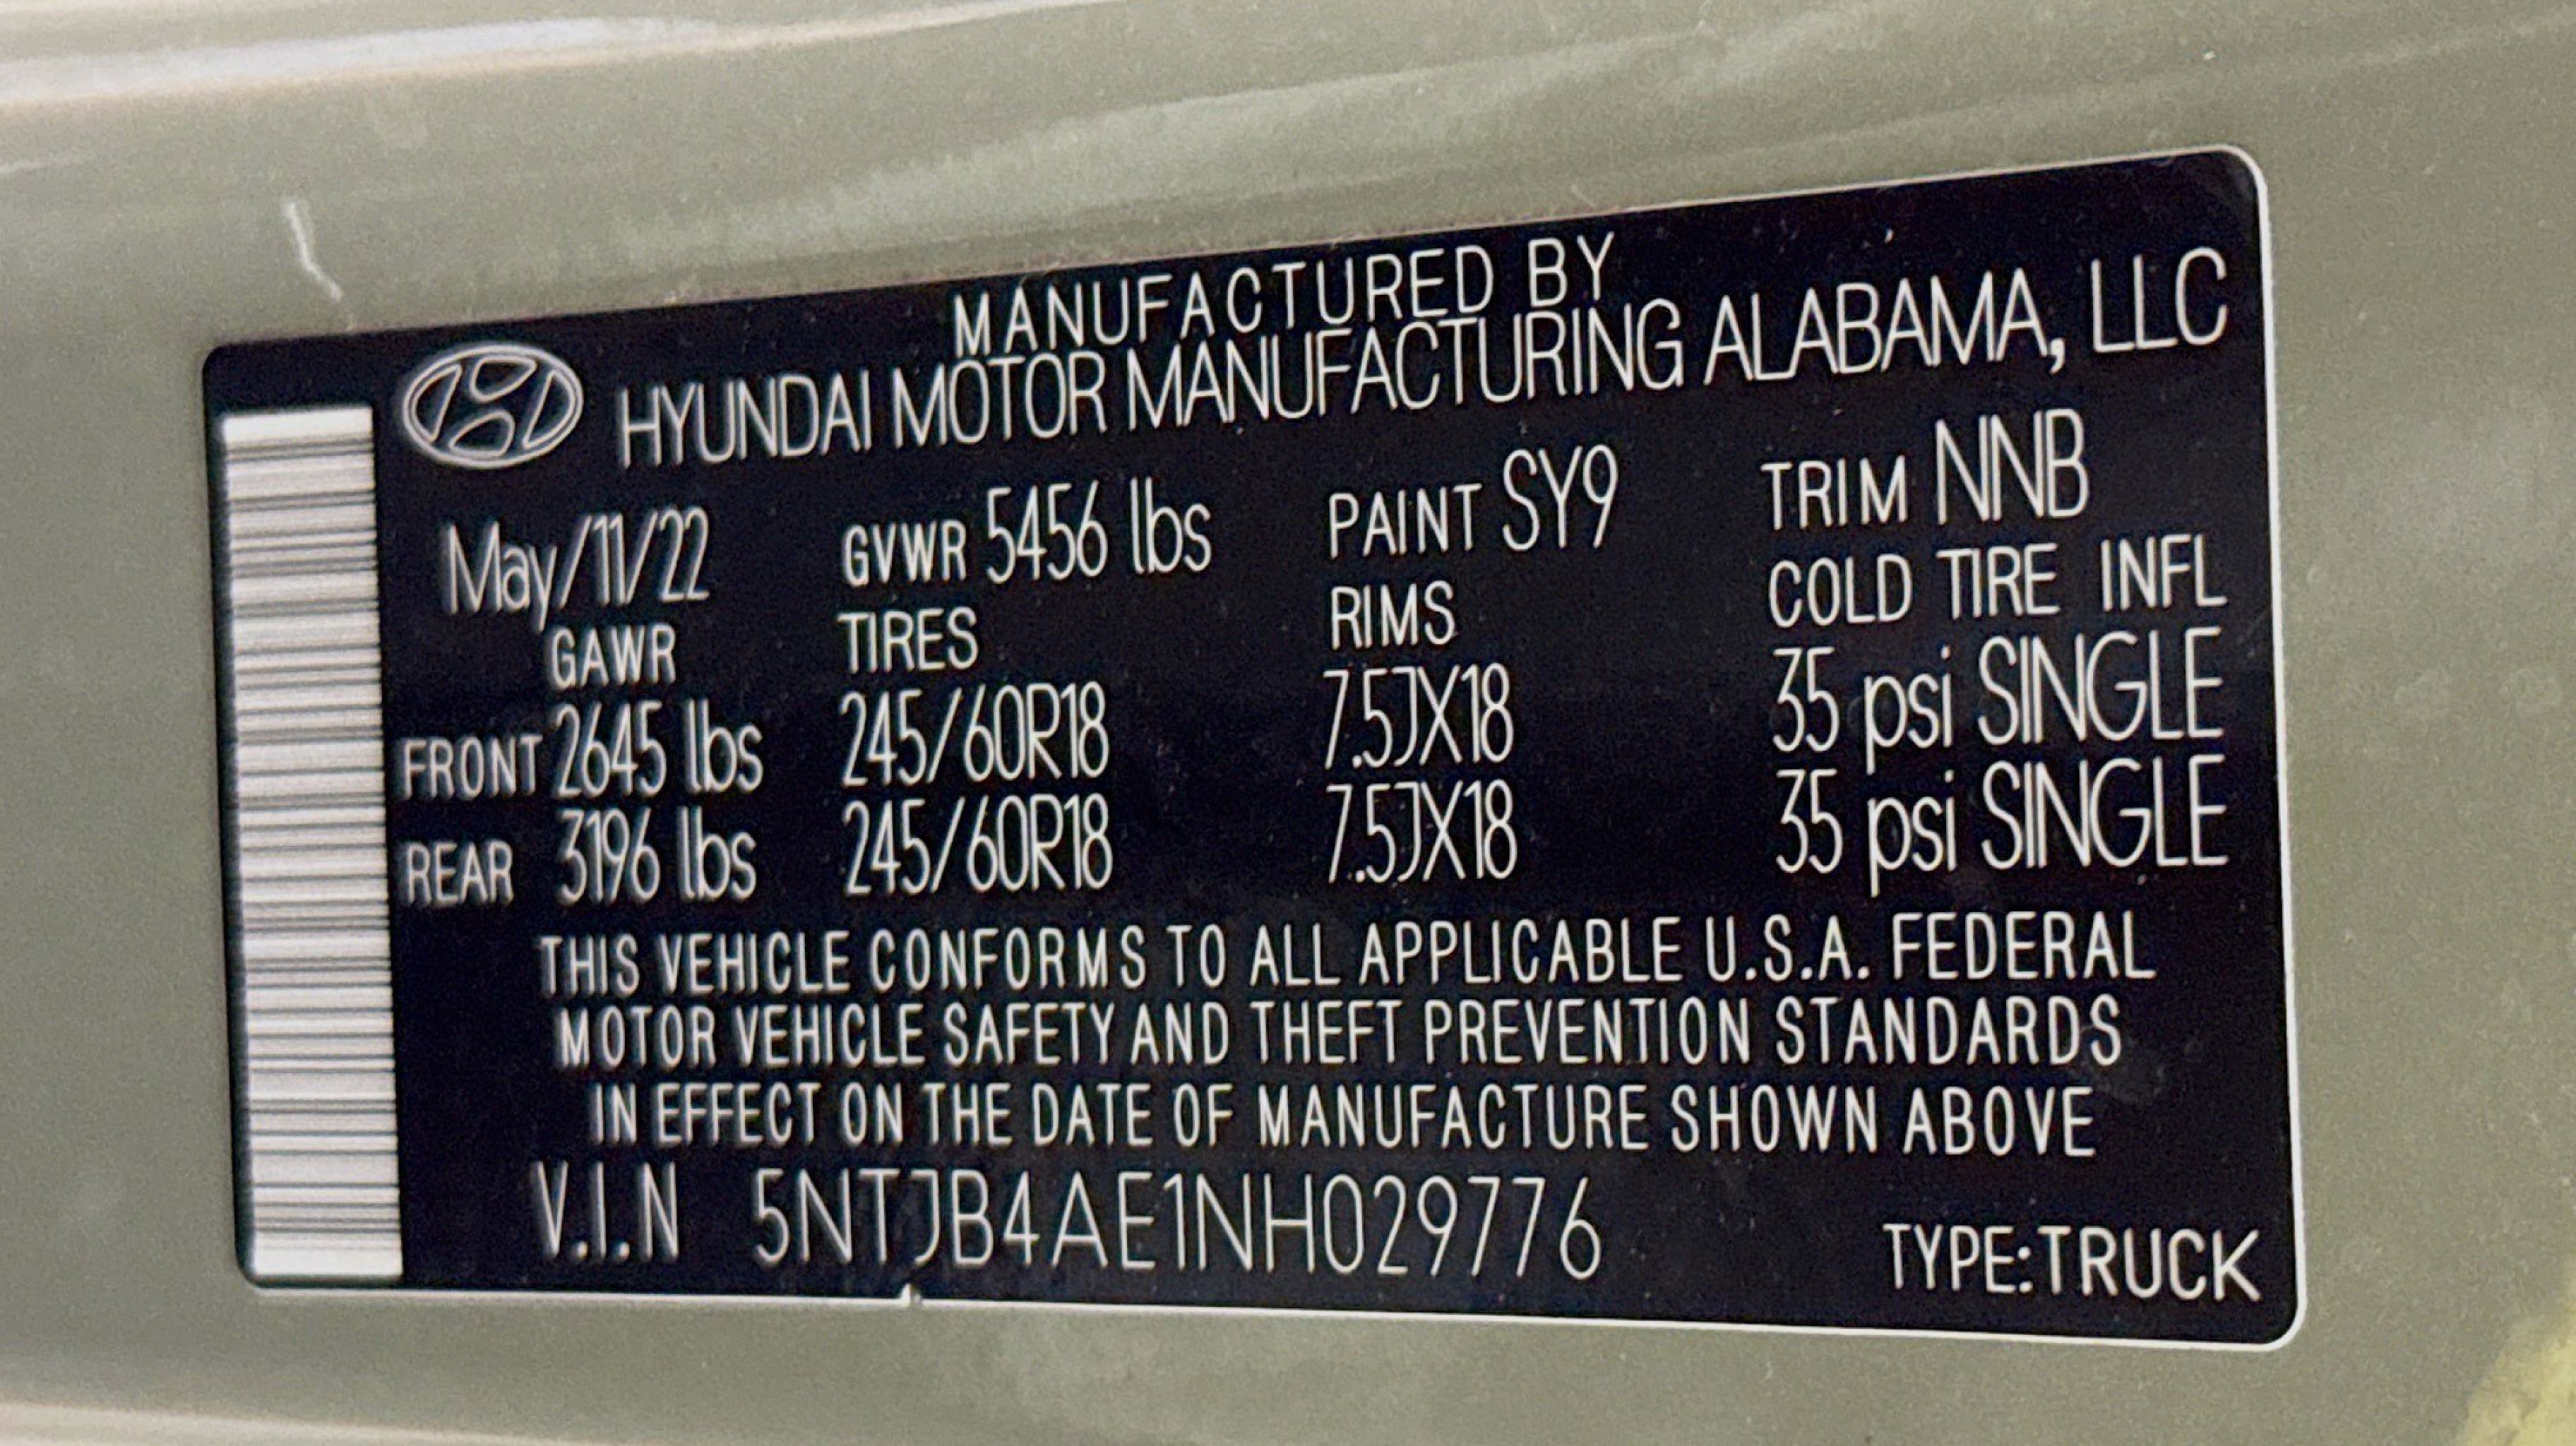 MANUFACTURED BY
HYUNDAI MOTOR MANUFACTURING ALABAMA, LLC
May/11/22 GVWR 5456 lbs PAINT SY9 TRIM NNB
GAWR TIRES RIMS COLD TIRE INFL
FRONT 2645 lbs 245/60R18 7.5JX18 35 psi SINGLE
REAR 3196 lbs 245/60R18 7.5JX18 35 psi SINGLE
THIS VEHICLE CONFORMS TO ALL APPLICABLE U.S.A. FEDERAL
MOTOR VEHICLE SAFETY AND THEFT PREVENTION STANDARDS
IN EFFECT ON THE DATE OF MANUFACTURE SHOWN ABOVE
V.I.N 5NTJB4AE1NH029776 TYPE:TRUCK